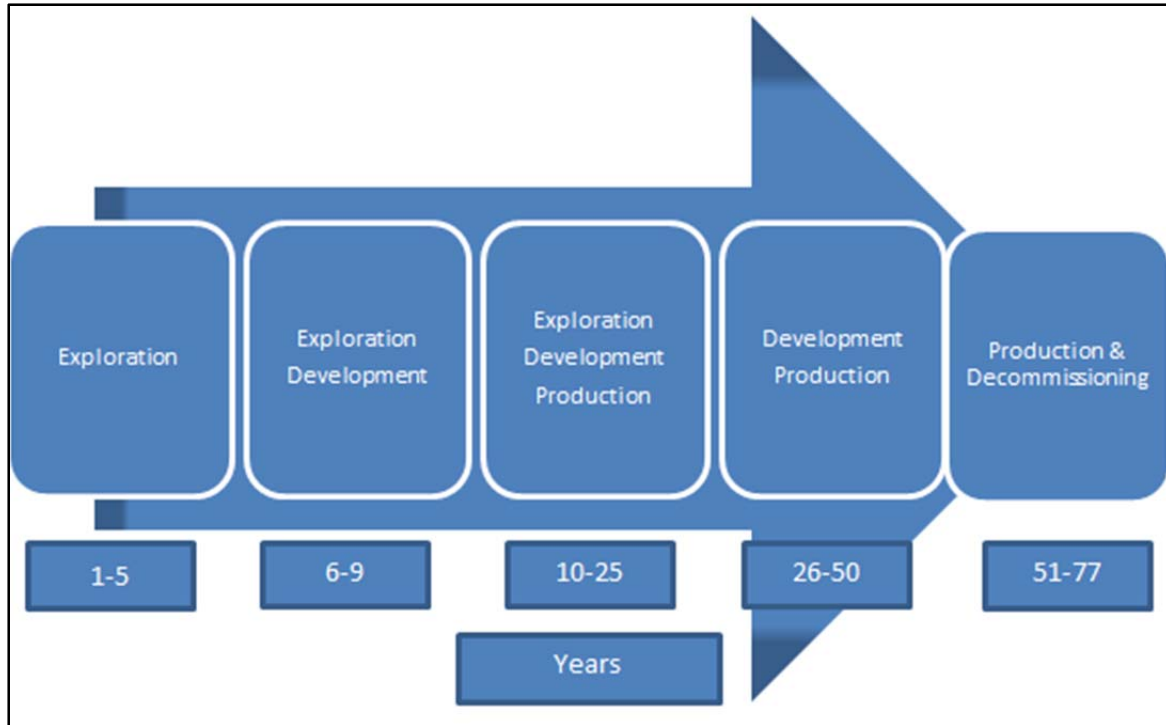 Exploration
Exploration
Development
Exploration
Development
Production
Development
Production
Production &
Decommissioning
1-5
6-9
10-25
26-50
51-77
Years